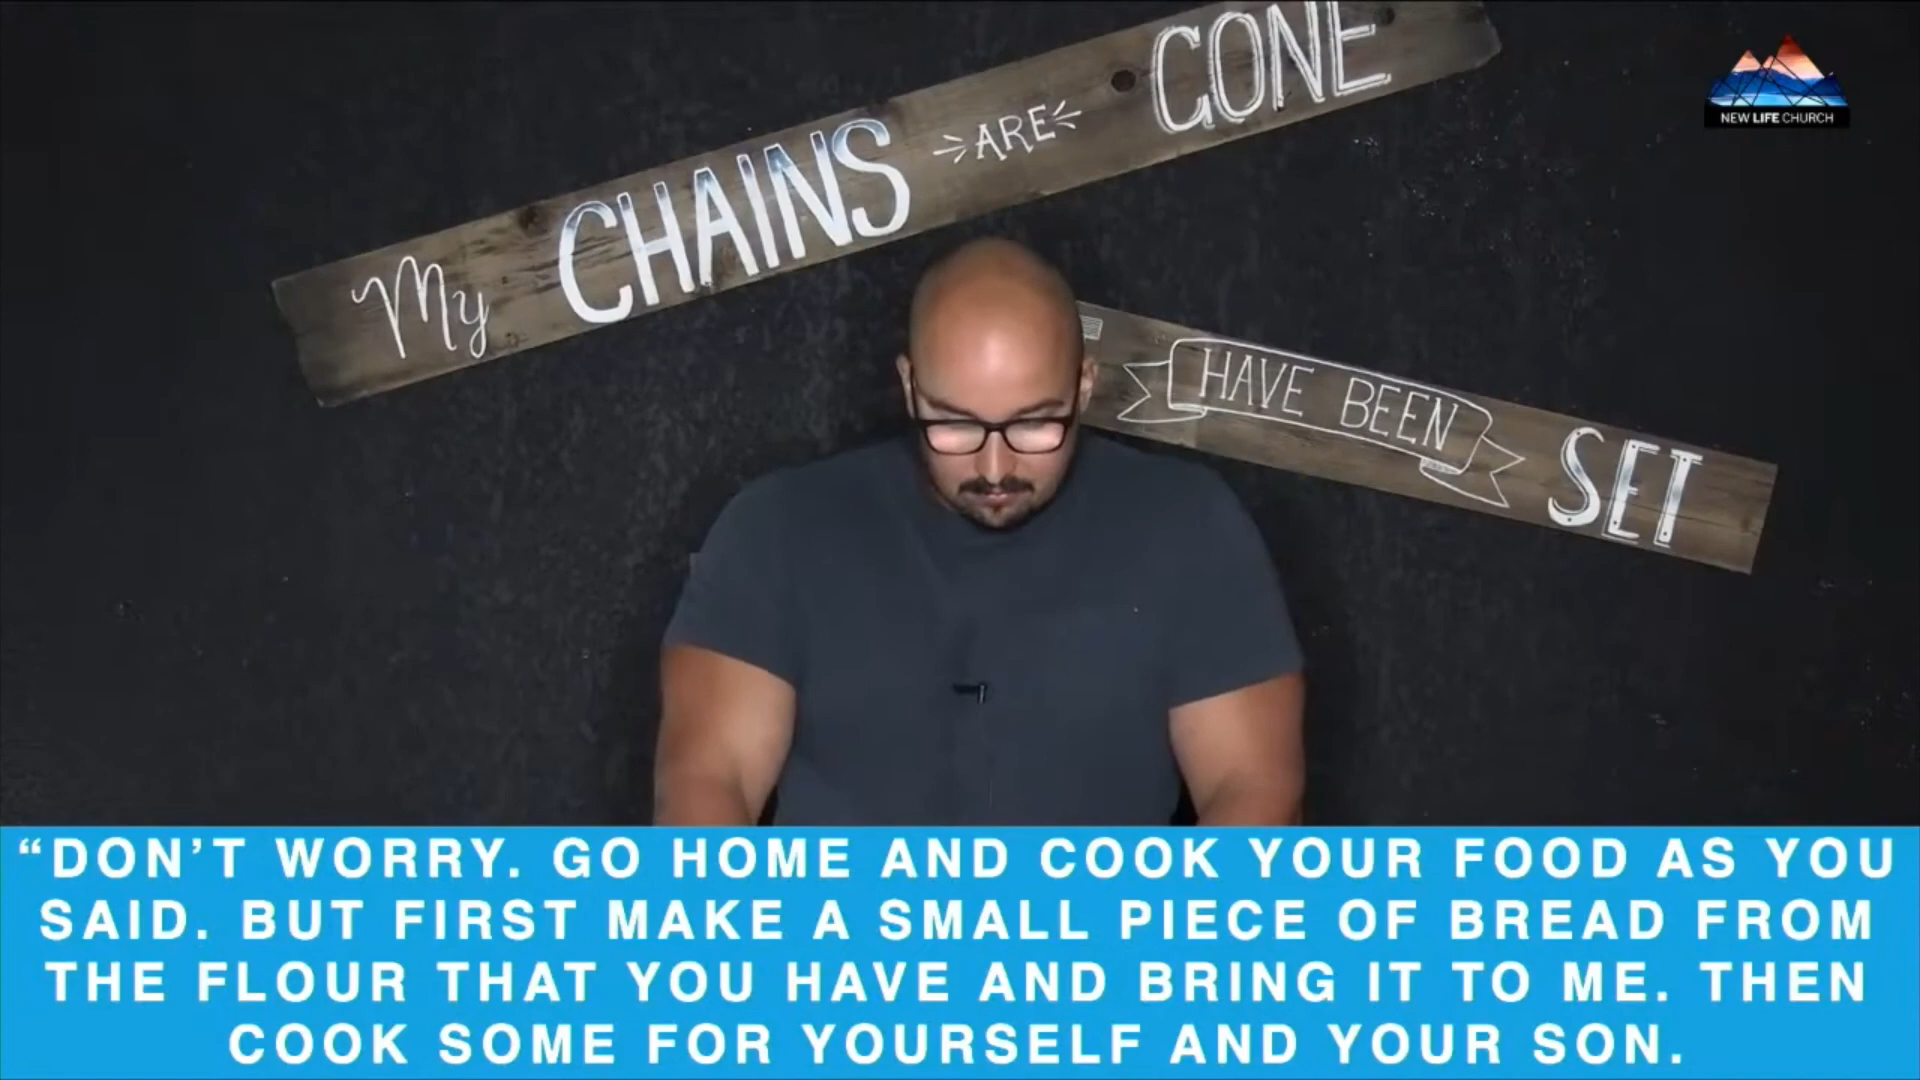 My CHAINS ARE GONE
NEW LIFE CHURCH
HAVE BEEN SET
“DON’T WORRY. GO HOME AND COOK YOUR FOOD AS YOU
SAID. BUT FIRST MAKE A SMALL PIECE OF BREAD FROM
THE FLOUR THAT YOU HAVE AND BRING IT TO ME. THEN
COOK SOME FOR YOURSELF AND YOUR SON.